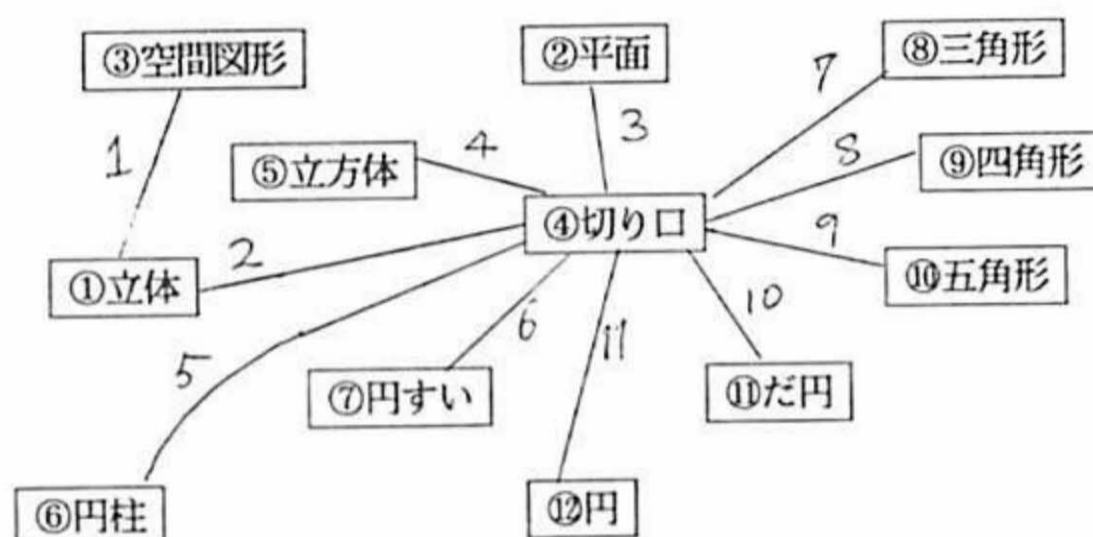 ③空間図形
②平面
⑧三角形
7
1
3
4
8
⑤立方体
⑨四角形
④切り口
2
9
①立体
⑩五角形
10
6
11
5
⑦円すい
⑪だ円
⑥円柱
⑫円